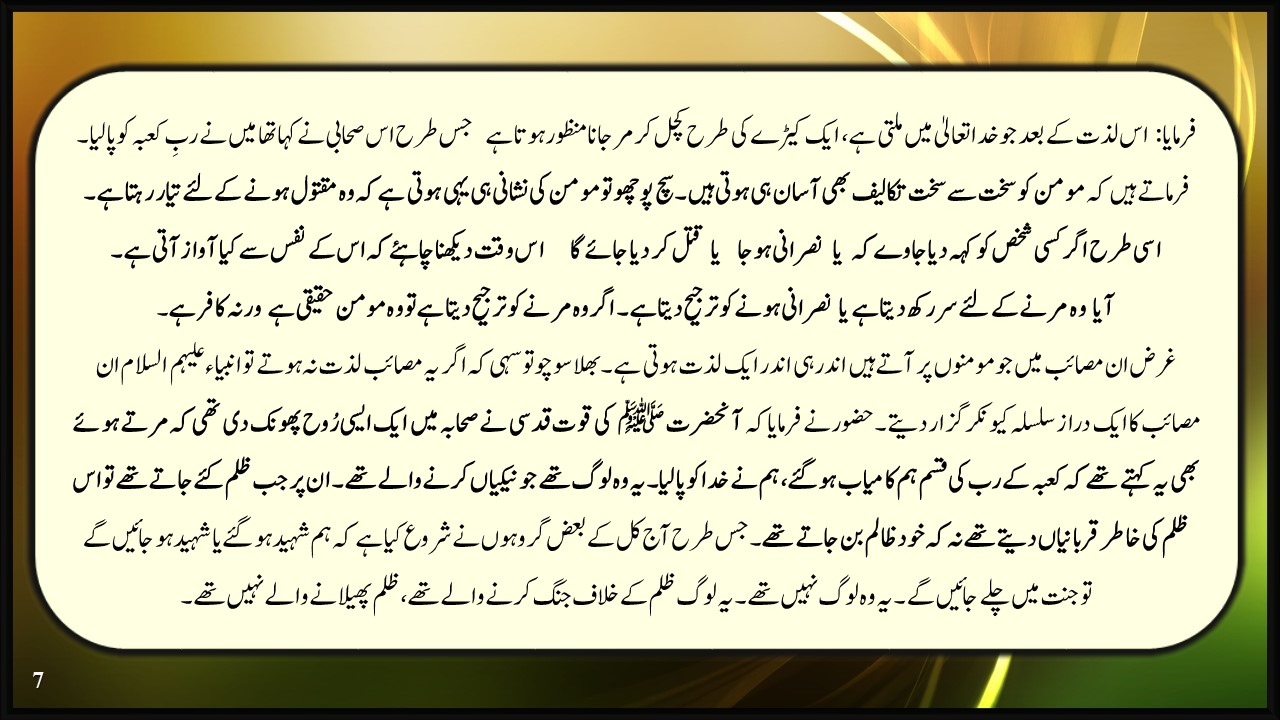 فرمایا: اس لذت کے بعد جو خدا تعالیٰ میں ملتی ہے، ایک کیڑے کی طرح کچل کر مر جانا منظور ہوتا ہے جس طرح اس صحابی نے کہا تھا میں نے ربِ کعبہ کو پا لیا۔
فرماتے ہیں کہ مومن کو سخت سے سخت تکالیف بھی آسان ہی ہوتی ہیں۔ سچ پوچھو تو مومن کی نشانی ہی یہی ہوتی ہے کہ وہ مقتول ہونے کے لئے تیار رہتا ہے۔
اسی طرح اگر کسی شخص کو کہہ دیا جاوے کہ یا نصرانی ہو جا یا قتل کر دیا جائے گا اس وقت دیکھنا چاہئے کہ اس کے نفس سے کیا آواز آتی ہے۔
آیا وہ مرنے کے لئے سر رکھ دیتا ہے یا نصرانی ہونے کو ترجیح دیتا ہے۔ اگر وہ مرنے کو ترجیح دیتا ہے تو وہ مومن حقیقی ہے ورنہ کافر ہے۔
غرض ان مصائب میں جو مومنوں پر آتے ہیں اندر ہی اندر ایک لذت ہوتی ہے۔ بھلا سوچو تو سہی کہ اگر یہ مصائب لذت نہ ہوتے تو انبیاء علیہم السلام ان
مصائب کا ایک دراز سلسلہ کیونکر گزار دیتے۔ حضور نے فرمایا کہ آنحضرت ﷺ کی قوت قدسی نے صحابہ میں ایک ایسی رُوح پھونک دی تھی کہ مرتے ہوئے
بھی یہ کہتے تھے کہ کعبہ کے رب کی قسم ہم کامیاب ہو گئے، ہم نے خدا کو پا لیا۔ یہ وہ لوگ تھے جو نیکیاں کرنے والے تھے۔ ان پر جب ظلم کئے جاتے تھے تو اس
ظلم کی خاطر قربانیاں دیتے تھے نہ کہ خود ظالم بن جاتے تھے۔ جس طرح آج کل کے بعض گروہوں نے شروع کیا ہے کہ ہم شہید ہو گئے یا شہید ہو جائیں گے
تو جنت میں چلے جائیں گے۔ یہ وہ لوگ نہیں تھے۔ یہ لوگ ظلم کے خلاف جنگ کرنے والے تھے، ظلم پھیلانے والے نہیں تھے۔
7